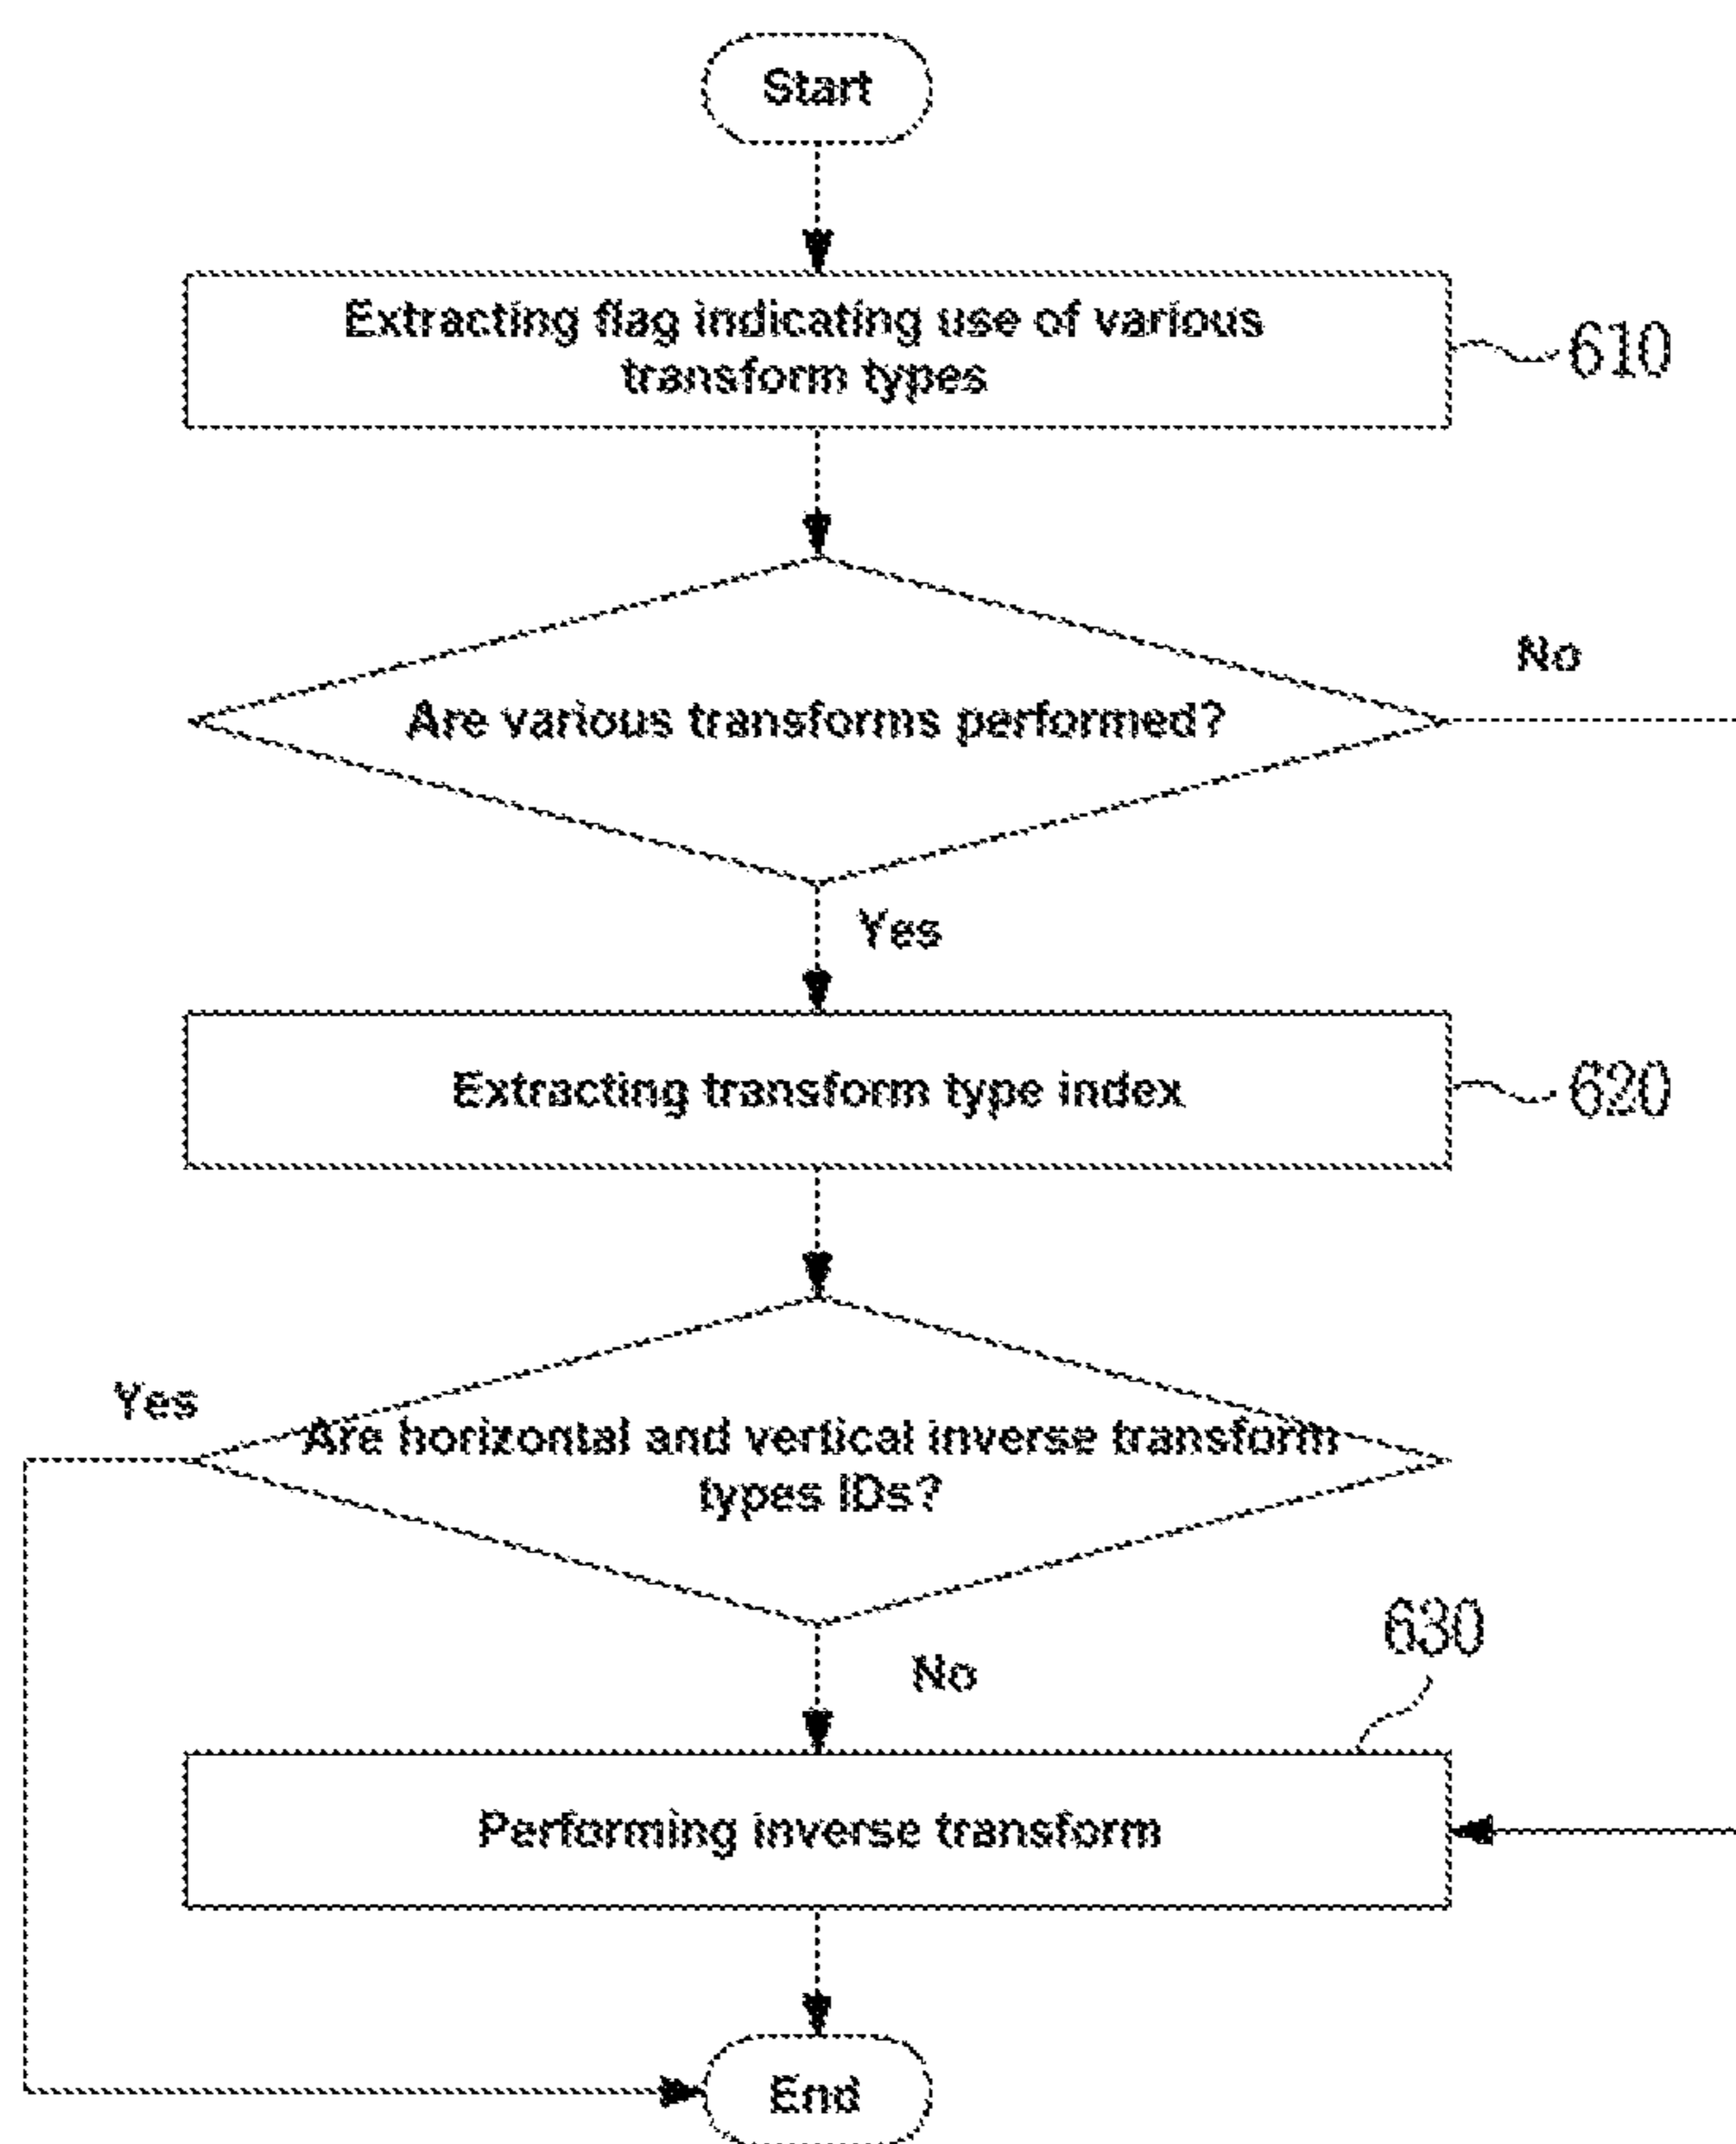 Start
Extracting flag indicating use of various
transform types
610
Are various transforms performed?
No
Yes
Extracting transform type index
620
Yes
Are horizontal and vertical inverse transform
types IDs?
630
No
Performing inverse transform
End